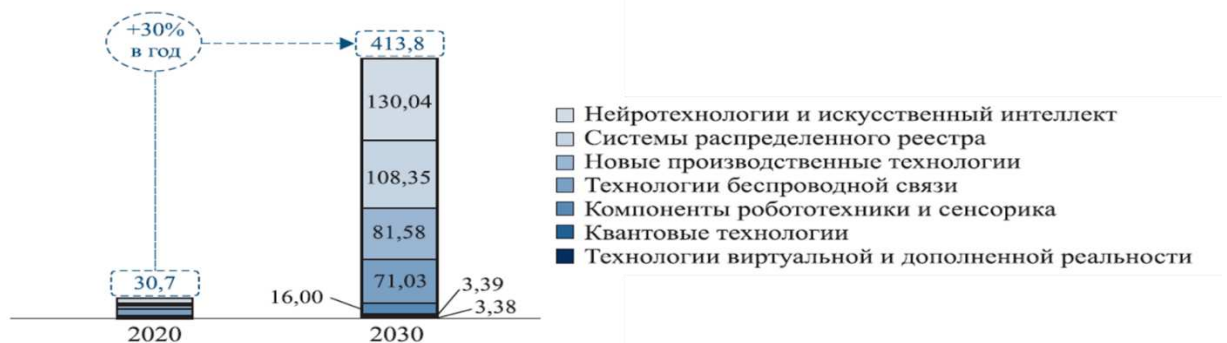 +30%
в год
413,8
130,04
108,35
81,58
71,03
16,00
3,39
3,38
30,7
2020
2030
Нейротехнологии и искусственный интеллект
Системы распределенного реестра
Новые производственные технологии
Технологии беспроводной связи
Компоненты робототехники и сенсорика
Квантовые технологии
Технологии виртуальной и дополненной реальности